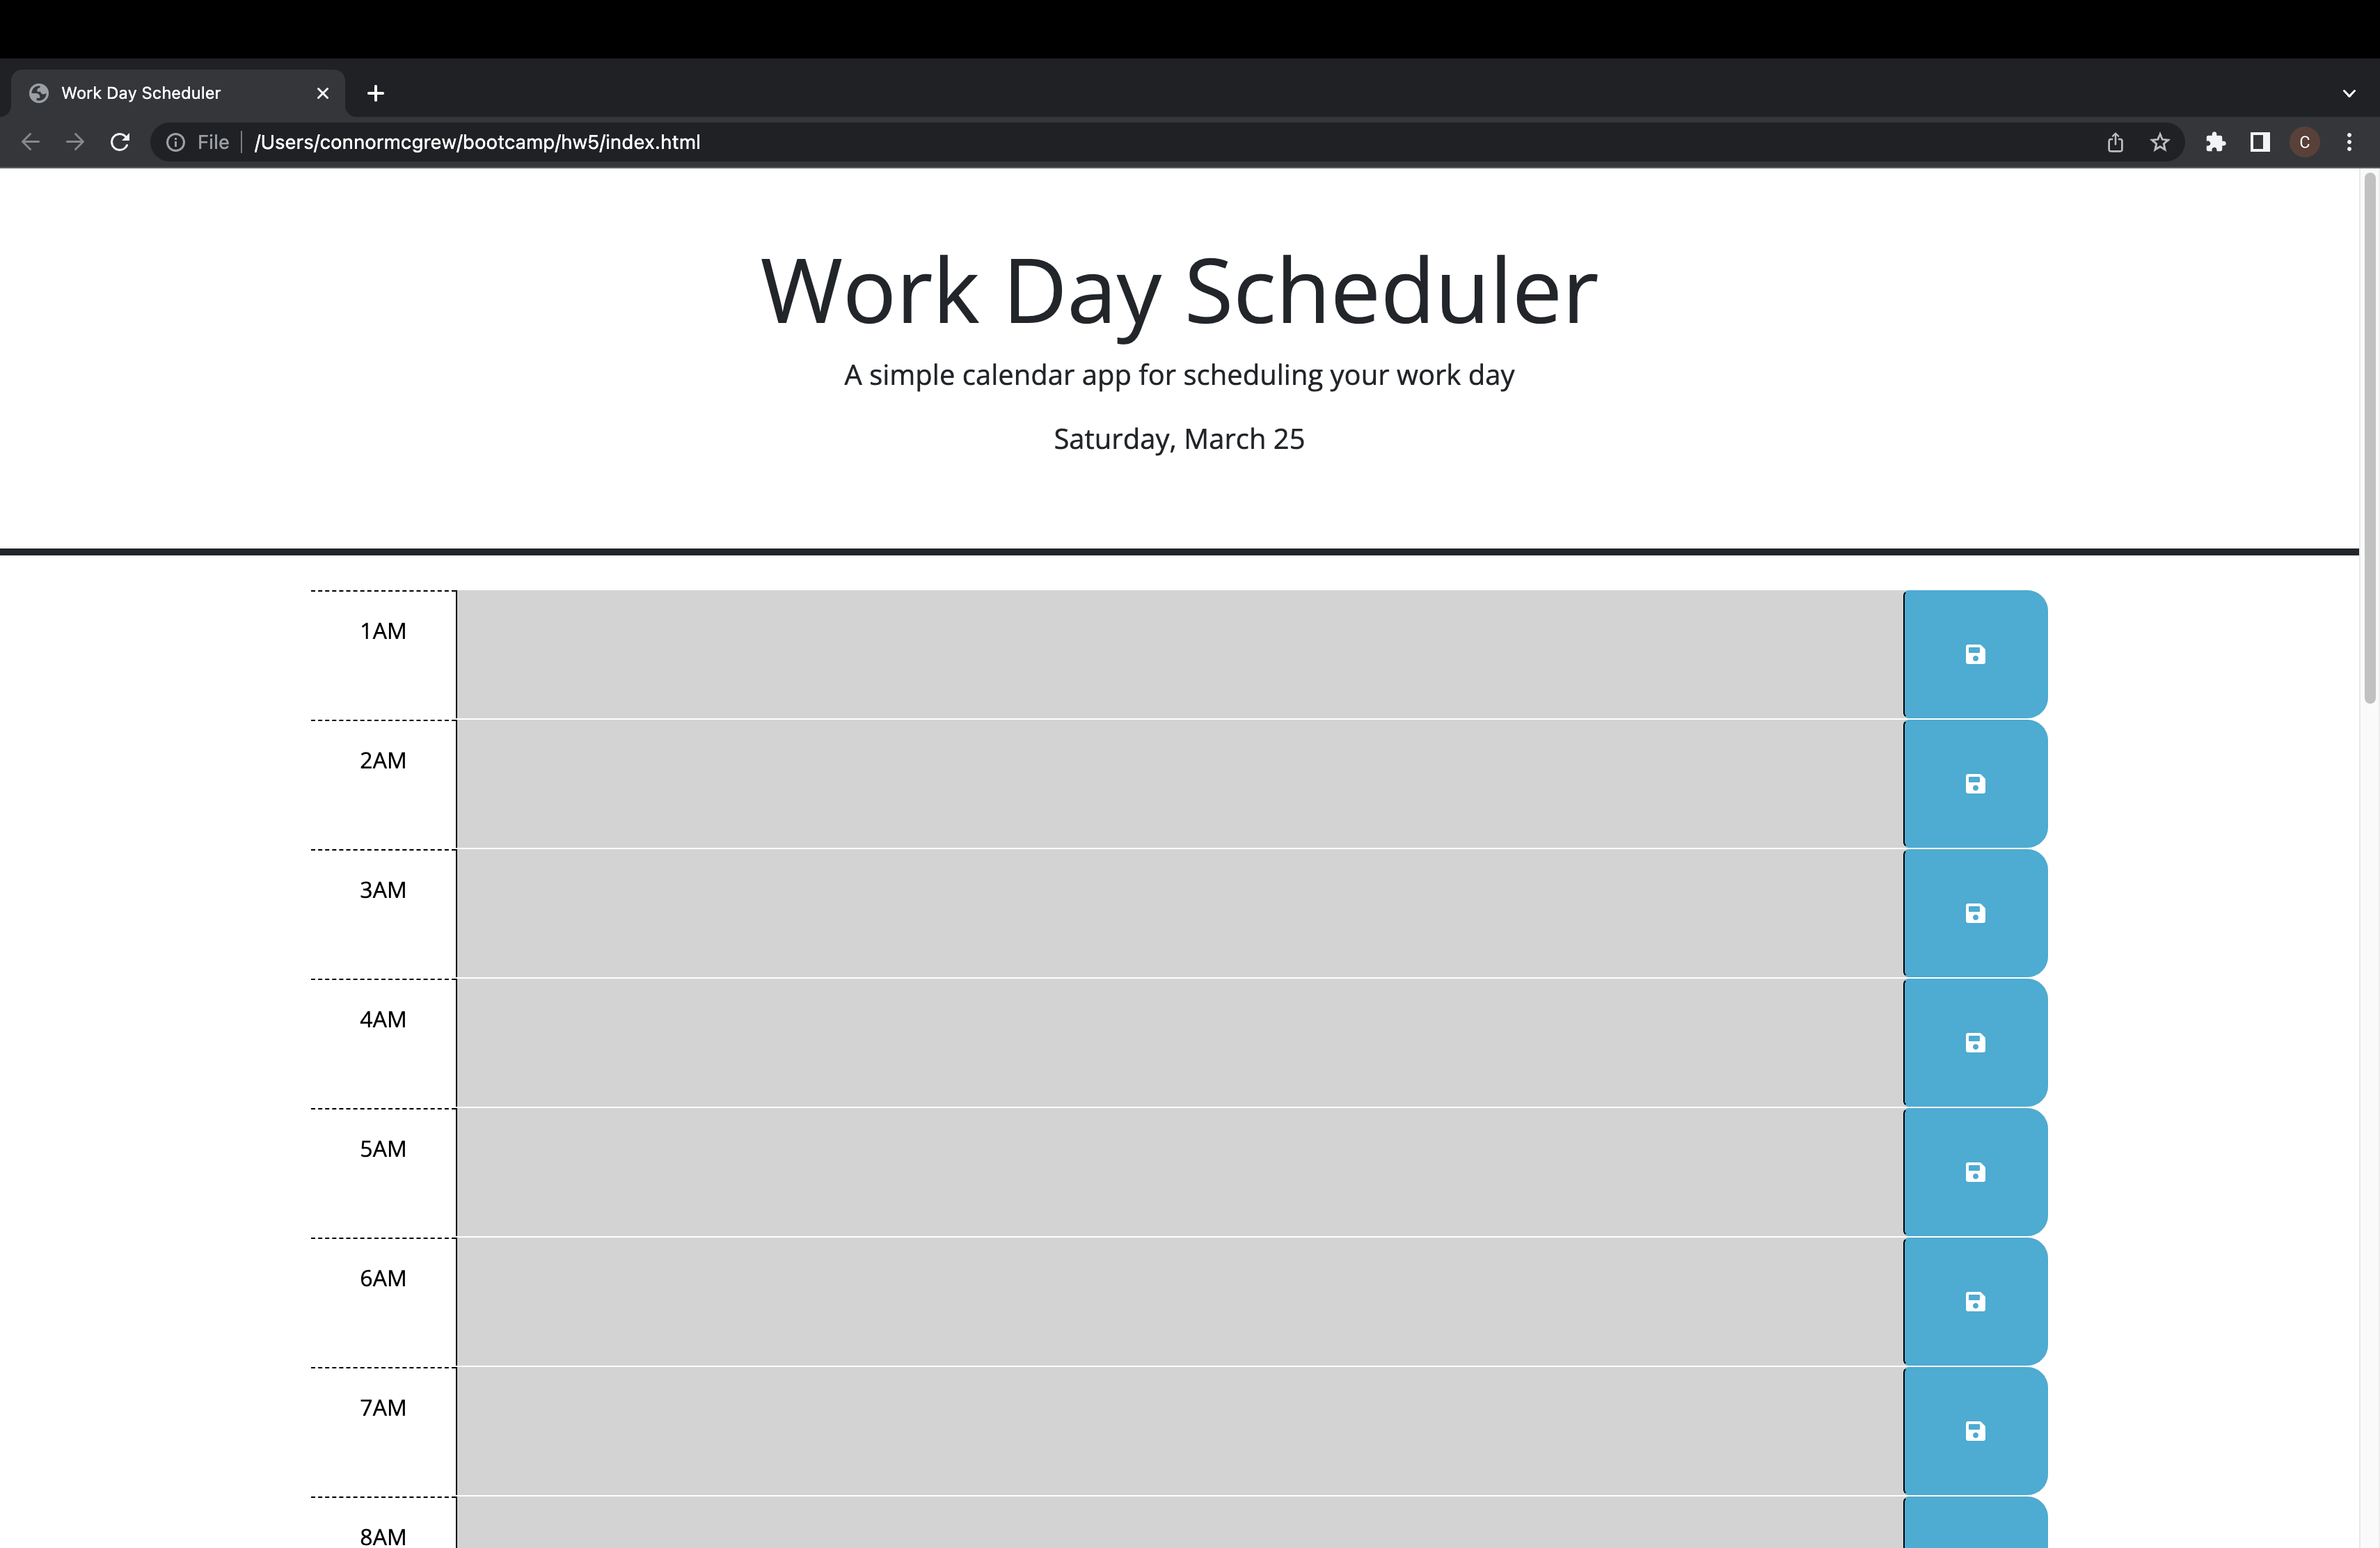 Work Day Scheduler
File /Users/connormcgrew/bootcamp/hw5/index.html
C
Work Day Scheduler
A simple calendar app for scheduling your work day
Saturday, March 25
1AM
2AM
3AM
4AM
5AM
6AM
7AM
8AM